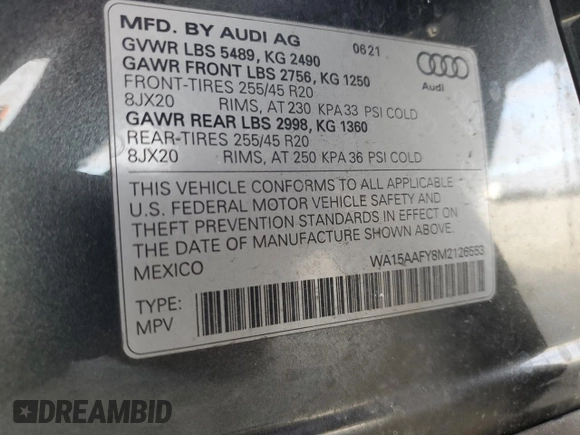 MFD. BY AUDI AG
GVWR LBS 5489, KG 2490 0621
GAWR FRONT LBS 2756, KG 1250
FRONT-TIRES 255/45 R20
8JX20 RIMS, AT 230 KPA 33 PSI COLD
GAWR REAR LBS 2998, KG 1360
REAR-TIRES 255/45 R20
8JX20 RIMS, AT 250 KPA 36 PSI COLD
Audi
THIS VEHICLE CONFORMS TO ALL APPLICABLE
U.S. FEDERAL MOTOR VEHICLE SAFETY AND
THEFT PREVENTION STANDARDS IN EFFECT ON
THE DATE OF MANUFACTURE SHOWN ABOVE.
MEXICO WA15AAFY8M2126553
TYPE:
MPV
DREAMBID